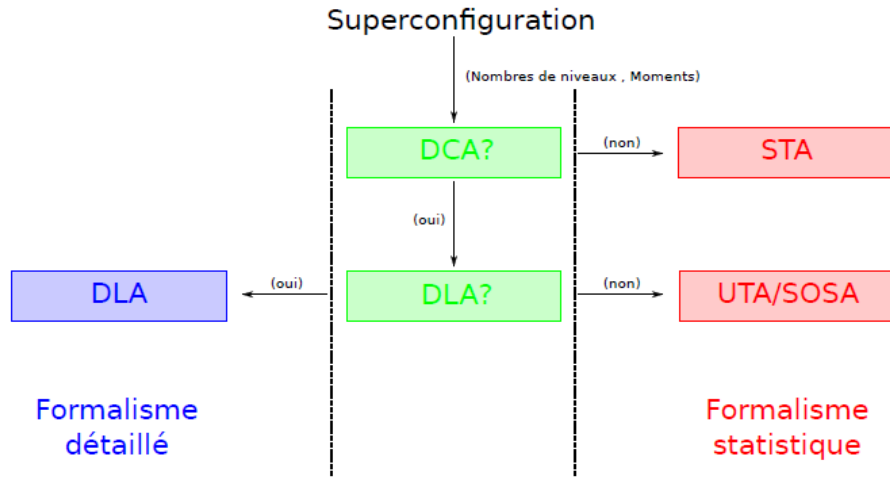 Superconfiguration
(Nombres de niveaux , Moments)
DCA?
(non)
STA
(oui)
DLA
(oui)
DLA?
(non)
UTA/SOSA
Formalisme
détaillé
Formalisme
statistique